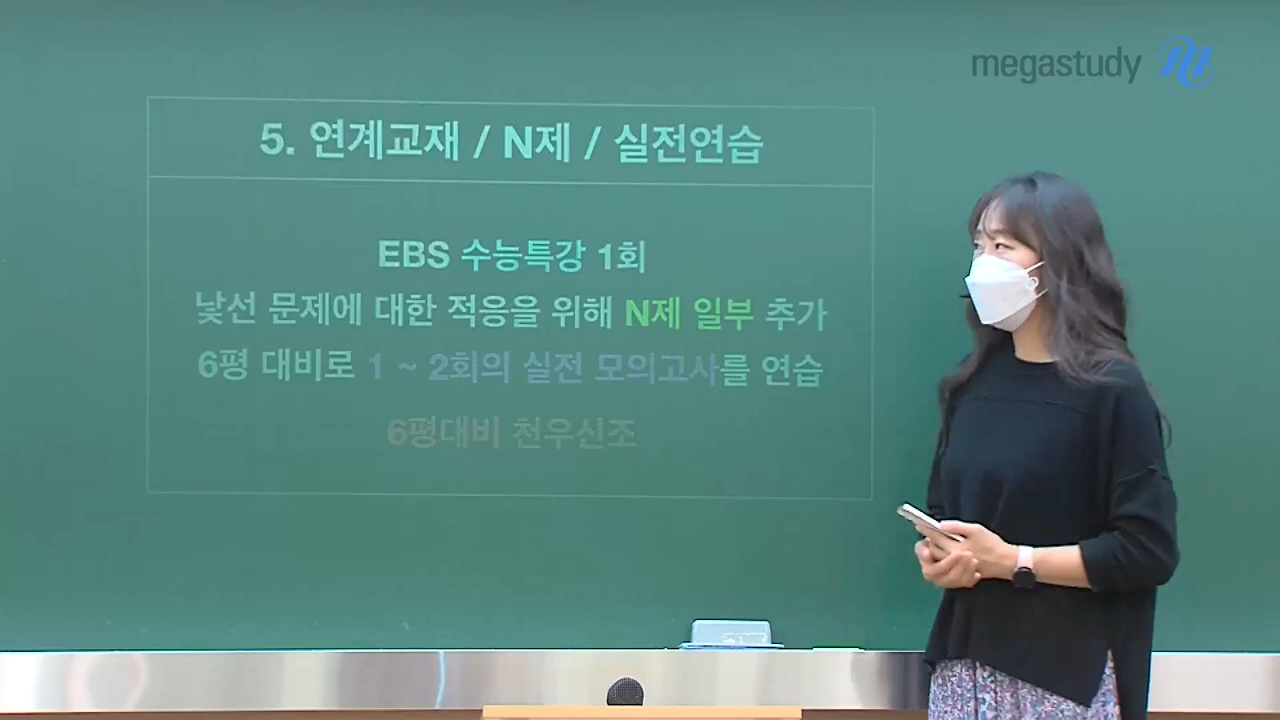 megastudy
5. 연계교재 / N제 / 실전연습
EBS 수능특강 1회
낯선 문제에 대한 적응을 위해 N제 일부 추가
6평 대비로 1 ~ 2회의 실전 모의고사를 연습
6평대비 천우신조